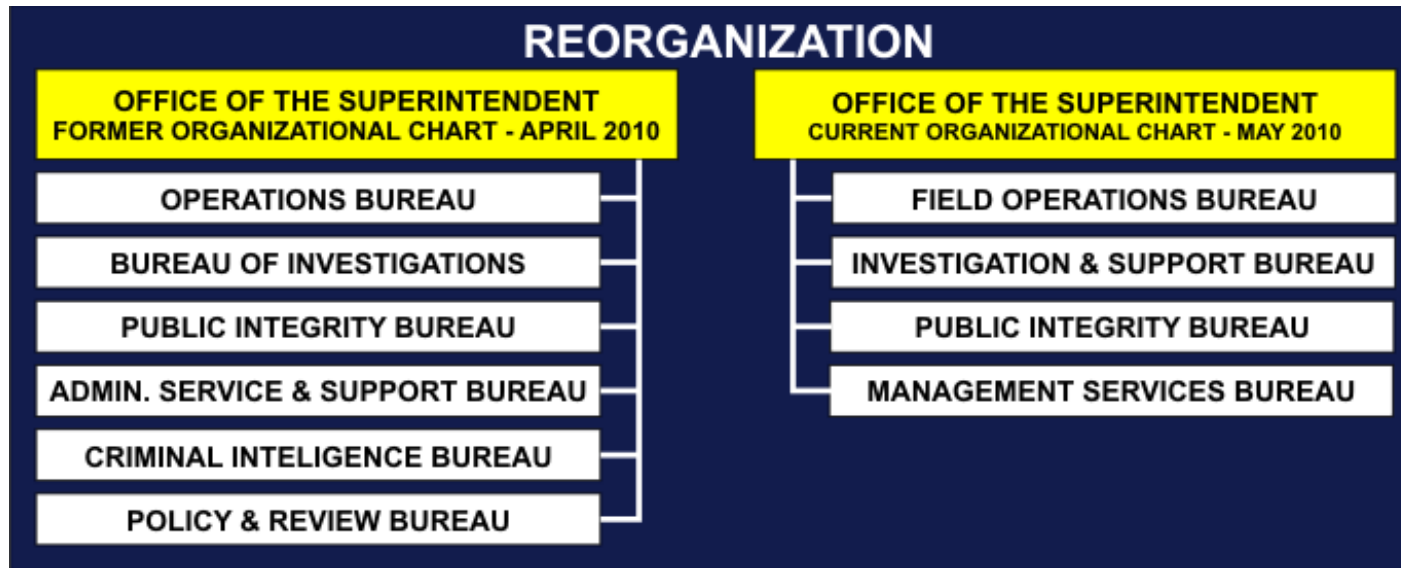 REORGANIZATION
OFFICE OF THE SUPERINTENDENT
FORMER ORGANIZATIONAL CHART - APRIL 2010
OPERATIONS BUREAU
BUREAU OF INVESTIGATIONS
PUBLIC INTEGRITY BUREAU
ADMIN. SERVICE & SUPPORT BUREAU
CRIMINAL INTELIGENCE BUREAU
POLICY & REVIEW BUREAU
OFFICE OF THE SUPERINTENDENT
CURRENT ORGANIZATIONAL CHART - MAY 2010
FIELD OPERATIONS BUREAU
INVESTIGATION & SUPPORT BUREAU
PUBLIC INTEGRITY BUREAU
MANAGEMENT SERVICES BUREAU